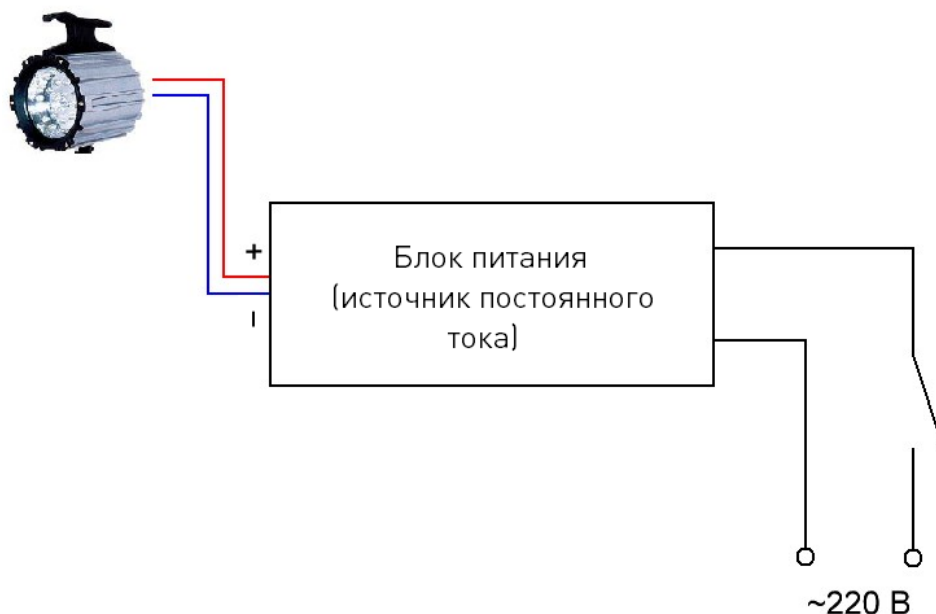 +
Блок питания
(источник постоянного
тока)
–
~220 В